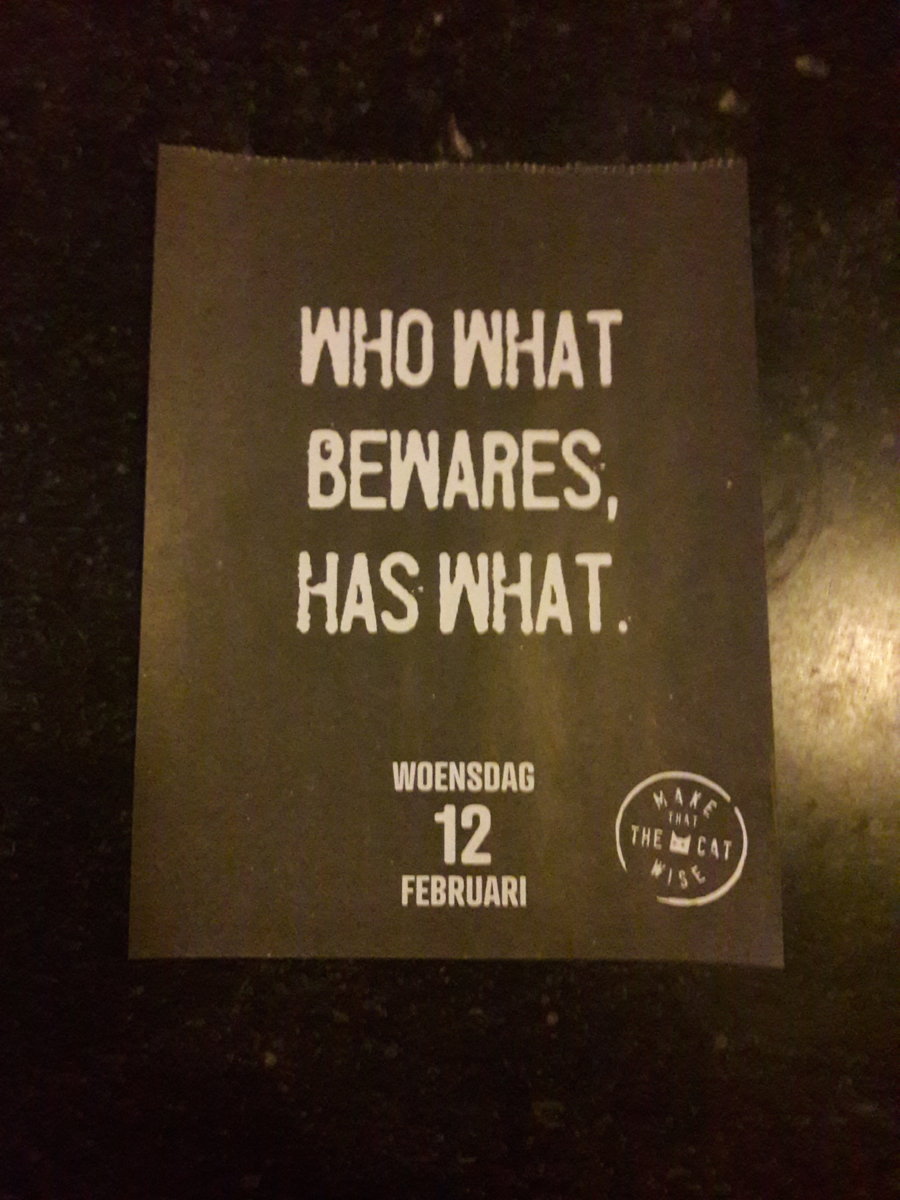 WHO WHAT
BEWARES,
HAS WHAT.
WOENSDAG
12
FEBRUARI
MAKE
THAT
THE CAT
WISE